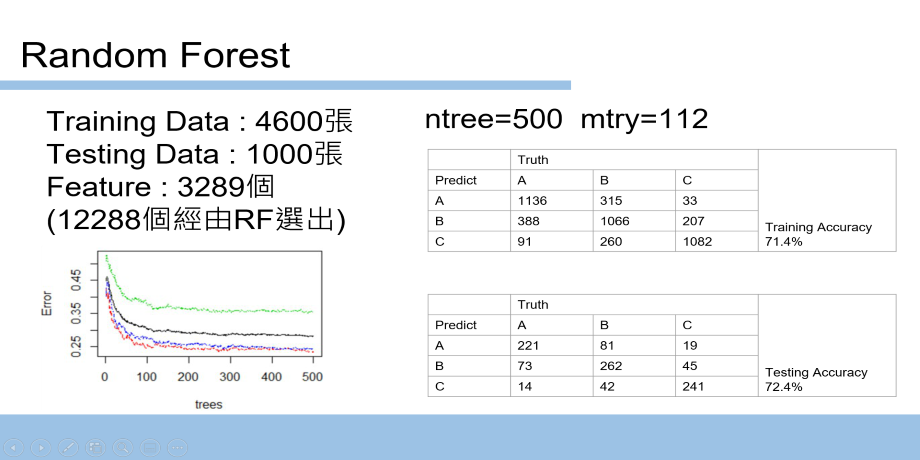 Random Forest
Training Data : 4600張
Testing Data : 1000張
Feature : 3289個
(12288個經由RF選出)
Error
0.45
0.35
0.25
0 100 200 300 400 500
trees
ntree=500 mtry=112
Truth
Predict A B C
A 1136 315 33
B 388 1066 207
C 91 260 1082
Training Accuracy
71.4%
Truth
Predict A B C
A 221 81 19
B 73 262 45
C 14 42 241
Testing Accuracy
72.4%